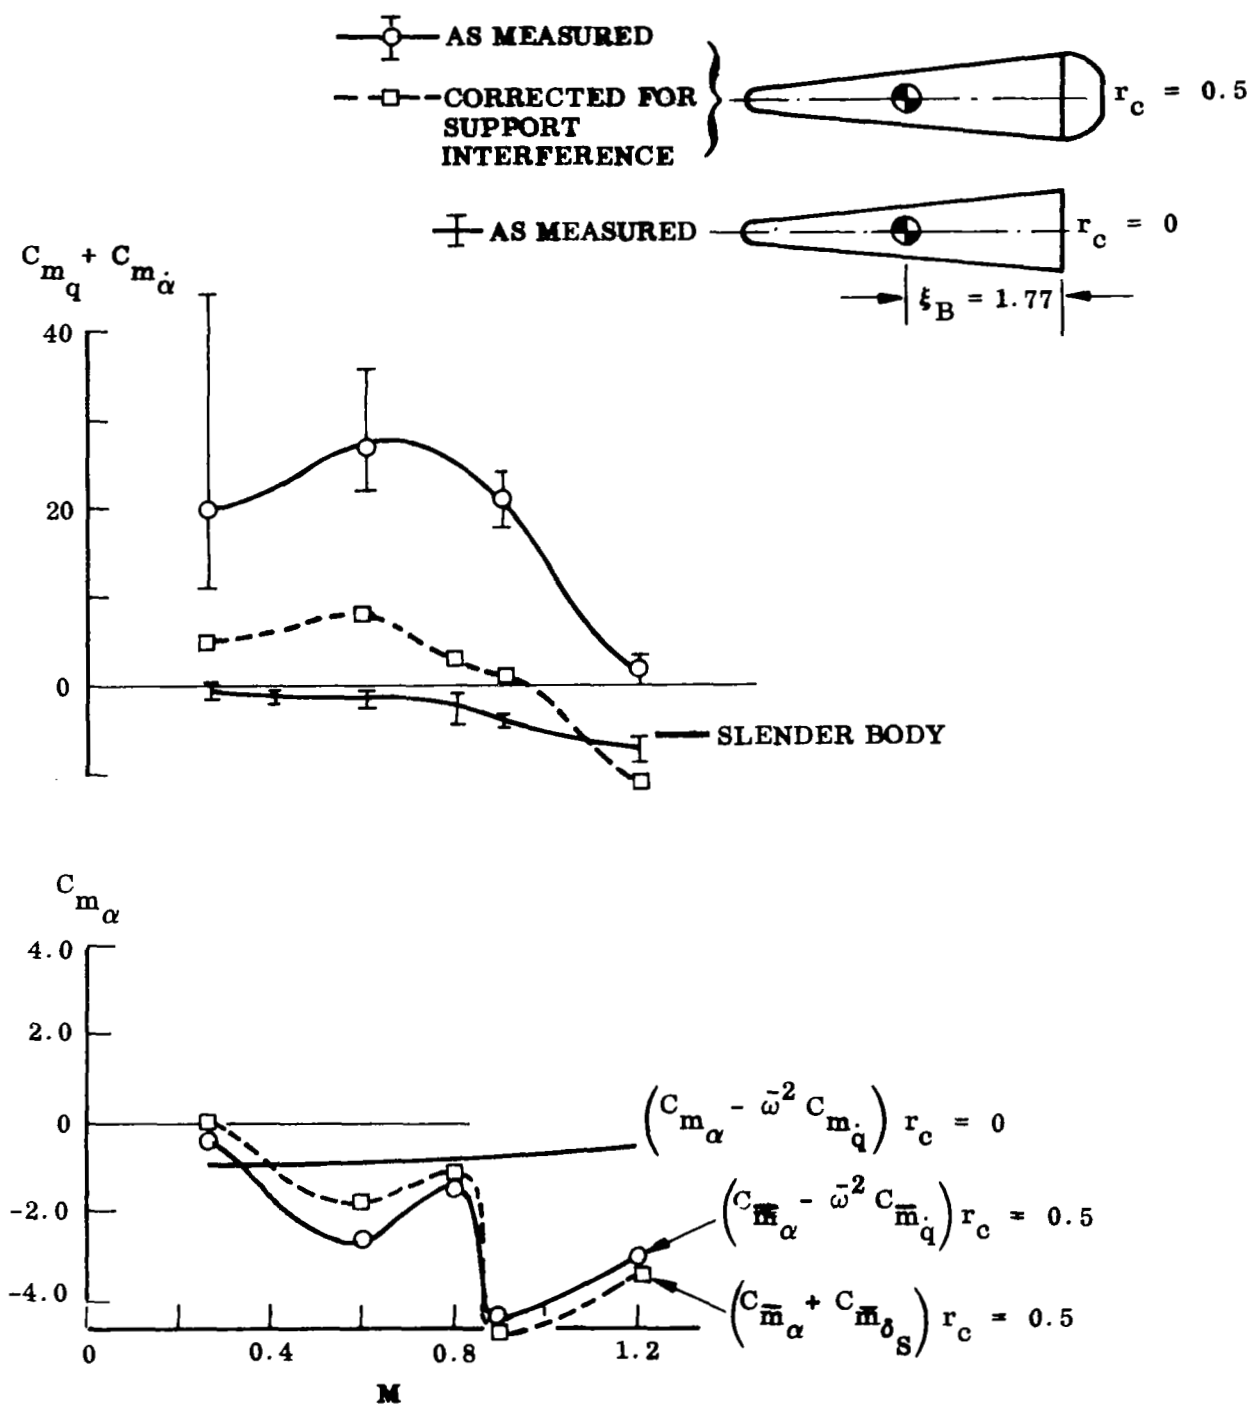 AS MEASURED
CORRECTED FOR
SUPPORT
INTERFERENCE
r_c = 0.5
AS MEASURED
r_c = 0
ξ_B = 1.77
C_m_q + C_m_α̇
40
20
0
SLENDER BODY
C_m_α
4.0
2.0
0
-2.0
-4.0
(C_m_α - ω̄² C_m_q̇) r_c = 0
(C_m̿_α - ω̄² C_m̿_q̇) r_c = 0.5
(C_m̿_α + C_m̿_δ_S) r_c = 0.5
0 0.4 0.8 1.2
M